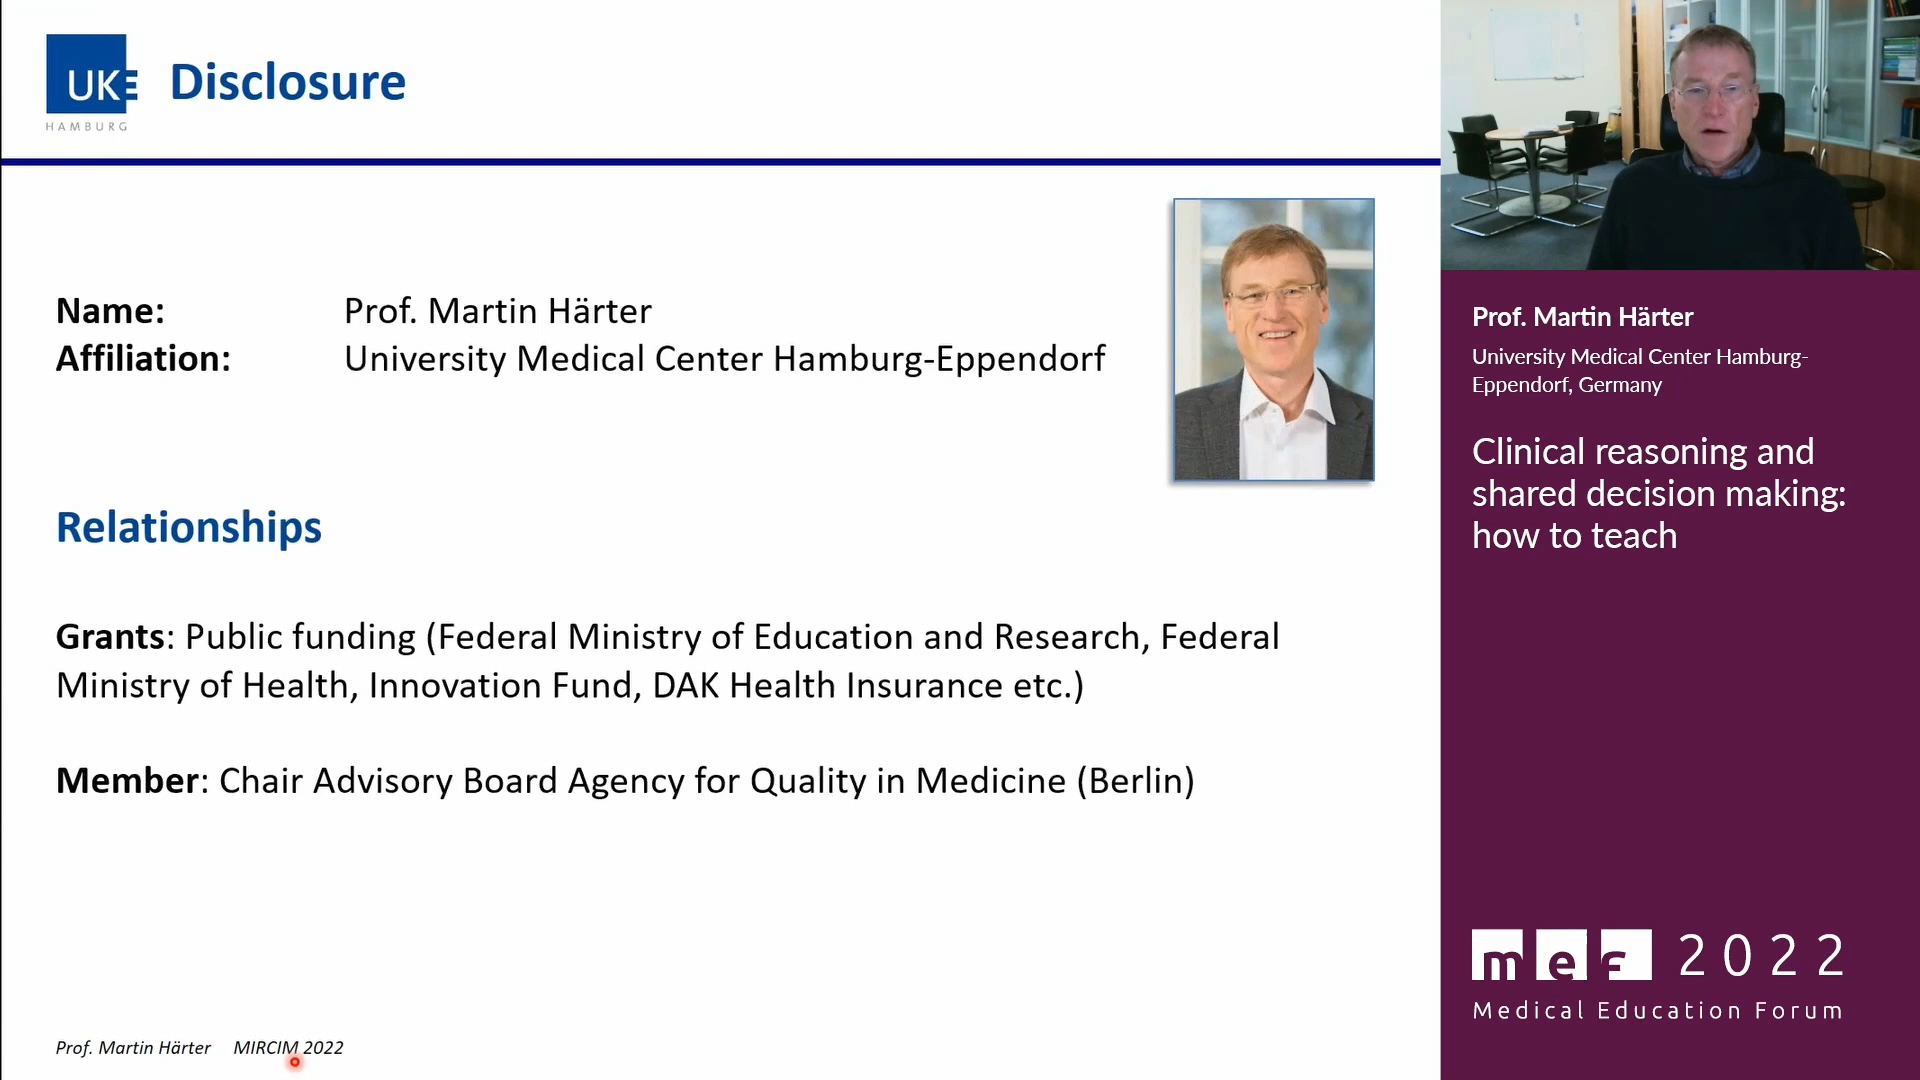 UKE
HAMBURG
Disclosure
Name: Prof. Martin Härter
Affiliation: University Medical Center Hamburg-Eppendorf
Relationships
Grants: Public funding (Federal Ministry of Education and Research, Federal
Ministry of Health, Innovation Fund, DAK Health Insurance etc.)
Member: Chair Advisory Board Agency for Quality in Medicine (Berlin)
Prof. Martin Härter MIRCIM 2022
Prof. Martin Härter
University Medical Center Hamburg-
Eppendorf, Germany
Clinical reasoning and
shared decision making:
how to teach
mef 2022
Medical Education Forum